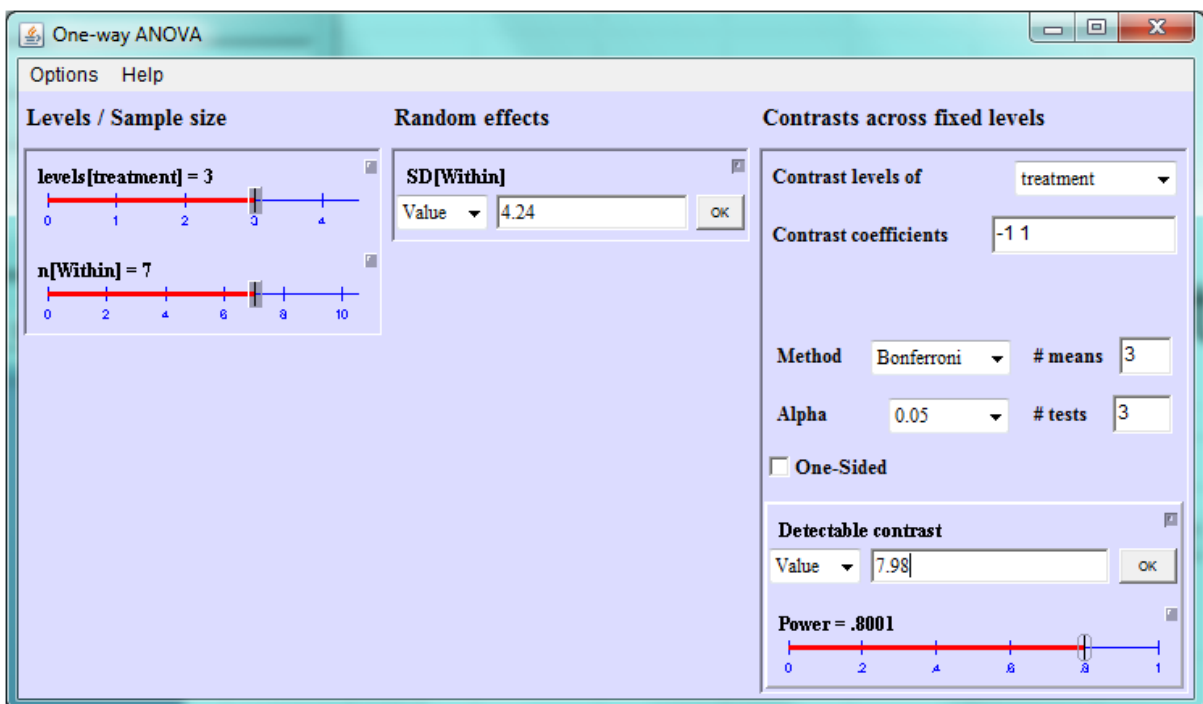 One-way ANOVA
Options Help
Levels / Sample size
levels[treatment] = 3
0 1 2 3 4
n[Within] = 7
0 2 4 6 8 10
Random effects
SD[Within]
Value 4.24 OK
Contrasts across fixed levels
Contrast levels of treatment
Contrast coefficients -1 1
Method Bonferroni # means 3
Alpha 0.05 # tests 3
One-Sided
Detectable contrast
Value 7.98 OK
Power = .8001
0 .2 .4 .6 .8 1